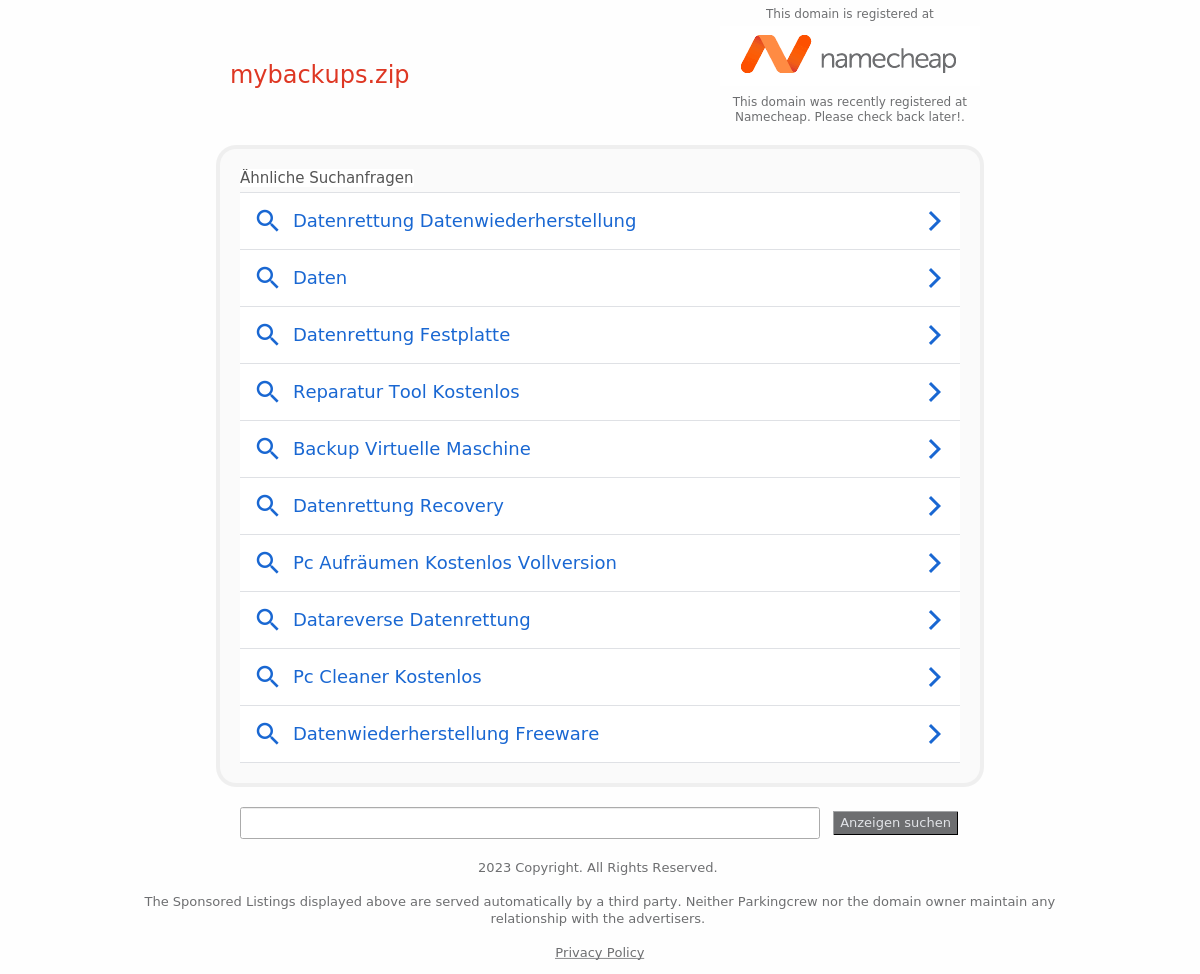 This domain is registered at
namecheap
mybackups.zip
This domain was recently registered at
Namecheap. Please check back later!.
Ähnliche Suchanfragen
Datenrettung Datenwiederherstellung
Daten
Datenrettung Festplatte
Reparatur Tool Kostenlos
Backup Virtuelle Maschine
Datenrettung Recovery
Pc Aufräumen Kostenlos Vollversion
Datareverse Datenrettung
Pc Cleaner Kostenlos
Datenwiederherstellung Freeware
Anzeigen suchen
2023 Copyright. All Rights Reserved.
The Sponsored Listings displayed above are served automatically by a third party. Neither Parkingcrew nor the domain owner maintain any
relationship with the advertisers.
Privacy Policy